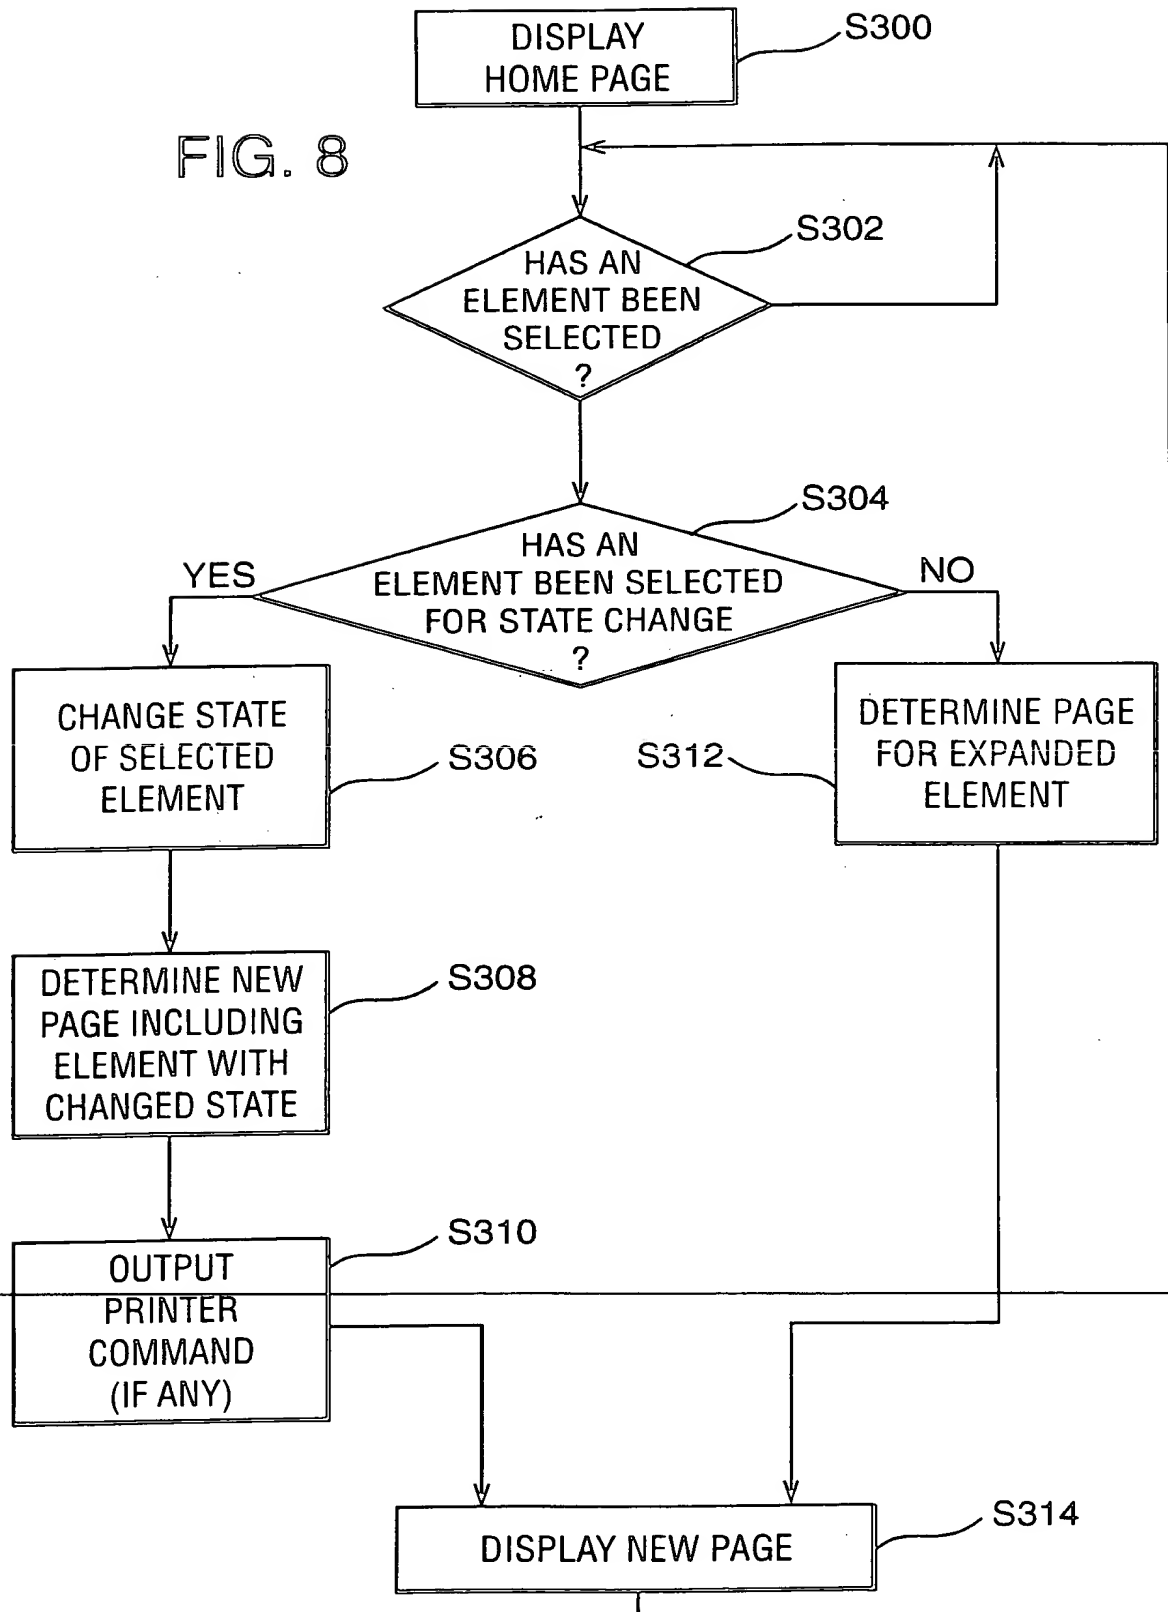 DISPLAY
HOME PAGE
S300
FIG. 8
HAS AN
ELEMENT BEEN
SELECTED
?
S302
HAS AN
ELEMENT BEEN SELECTED
FOR STATE CHANGE
?
S304
YES
NO
CHANGE STATE
OF SELECTED
ELEMENT
S306
S312
DETERMINE PAGE
FOR EXPANDED
ELEMENT
DETERMINE NEW
PAGE INCLUDING
ELEMENT WITH
CHANGED STATE
S308
OUTPUT
PRINTER
COMMAND
(IF ANY)
S310
DISPLAY NEW PAGE
S314